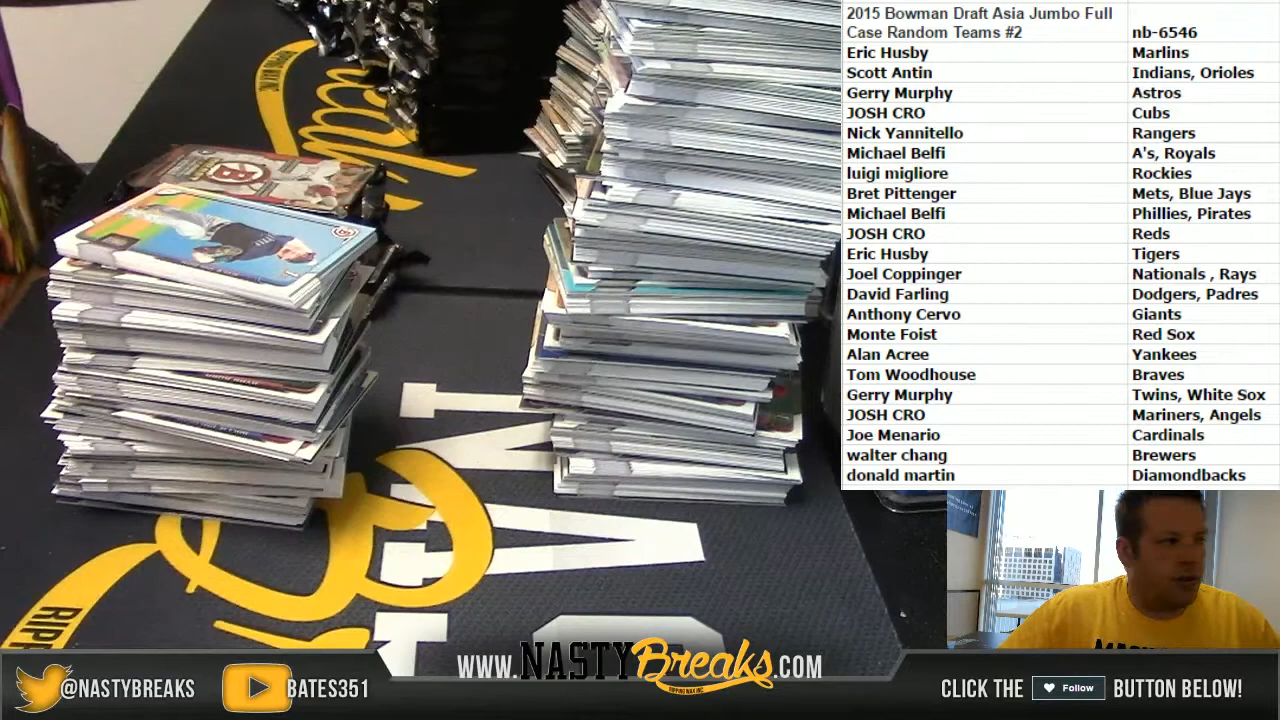 2015 Bowman Draft Asia Jumbo Full
Case Random Teams #2 nb-6546
Eric Husby Marlins
Scott Antin Indians, Orioles
Gerry Murphy Astros
JOSH CRO Cubs
Nick Yannitello Rangers
Michael Belfi A's, Royals
luigi migliore Rockies
Bret Pittenger Mets, Blue Jays
Michael Belfi Phillies, Pirates
JOSH CRO Reds
Eric Husby Tigers
Joel Coppinger Nationals , Rays
David Farling Dodgers, Padres
Anthony Cervo Giants
Monte Foist Red Sox
Alan Acree Yankees
Tom Woodhouse Braves
Gerry Murphy Twins, White Sox
JOSH CRO Mariners, Angels
Joe Menario Cardinals
walter chang Brewers
donald martin Diamondbacks
@NASTYBREAKS
BATES351
WWW.NASTYBreaks.COM
RIPPING WAX INC
CLICK THE Follow BUTTON BELOW!